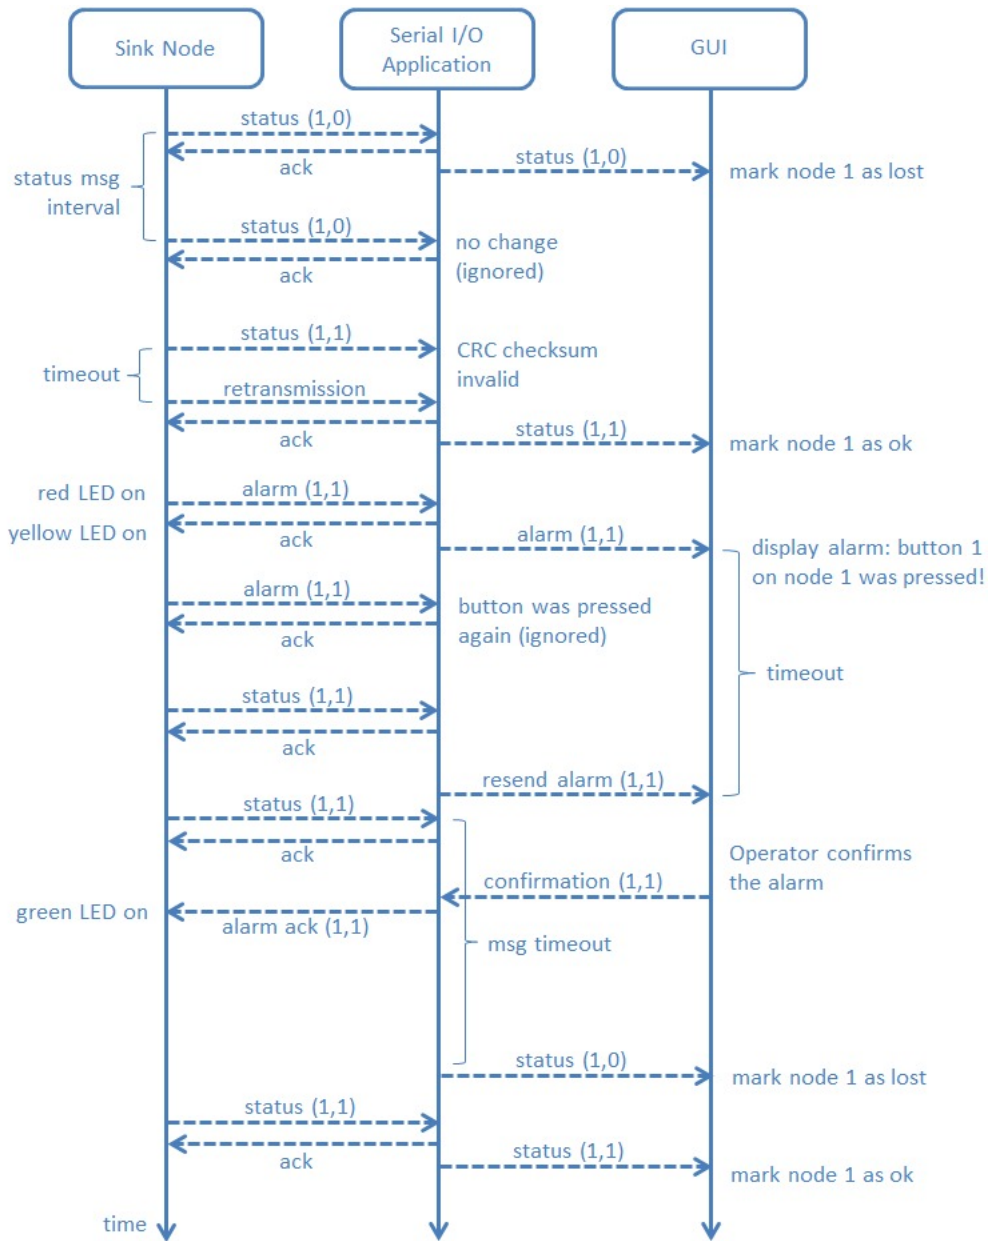 Sink Node
Serial I/O
Application
GUI
status (1,0)
ack
status (1,0)
mark node 1 as lost
status msg
interval
status (1,0)
ack
no change
(ignored)
status (1,1)
CRC checksum
invalid
timeout
retransmission
ack
status (1,1)
mark node 1 as ok
red LED on
alarm (1,1)
yellow LED on
ack
alarm (1,1)
display alarm: button 1
on node 1 was pressed!
alarm (1,1)
button was pressed
again (ignored)
ack
timeout
status (1,1)
ack
resend alarm (1,1)
status (1,1)
ack
Operator confirms
the alarm
confirmation (1,1)
green LED on
alarm ack (1,1)
msg timeout
status (1,0)
mark node 1 as lost
status (1,1)
ack
status (1,1)
mark node 1 as ok
time